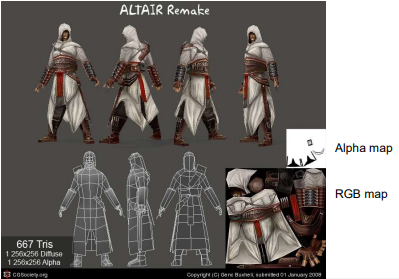 ALTAIR Remake
Alpha map
RGB map
667 Tris
1 256x256 Diffuse
1 256x256 Alpha
CGSociety.org
Copyright (C) Gene Buxhell, submitted 01 January 2008